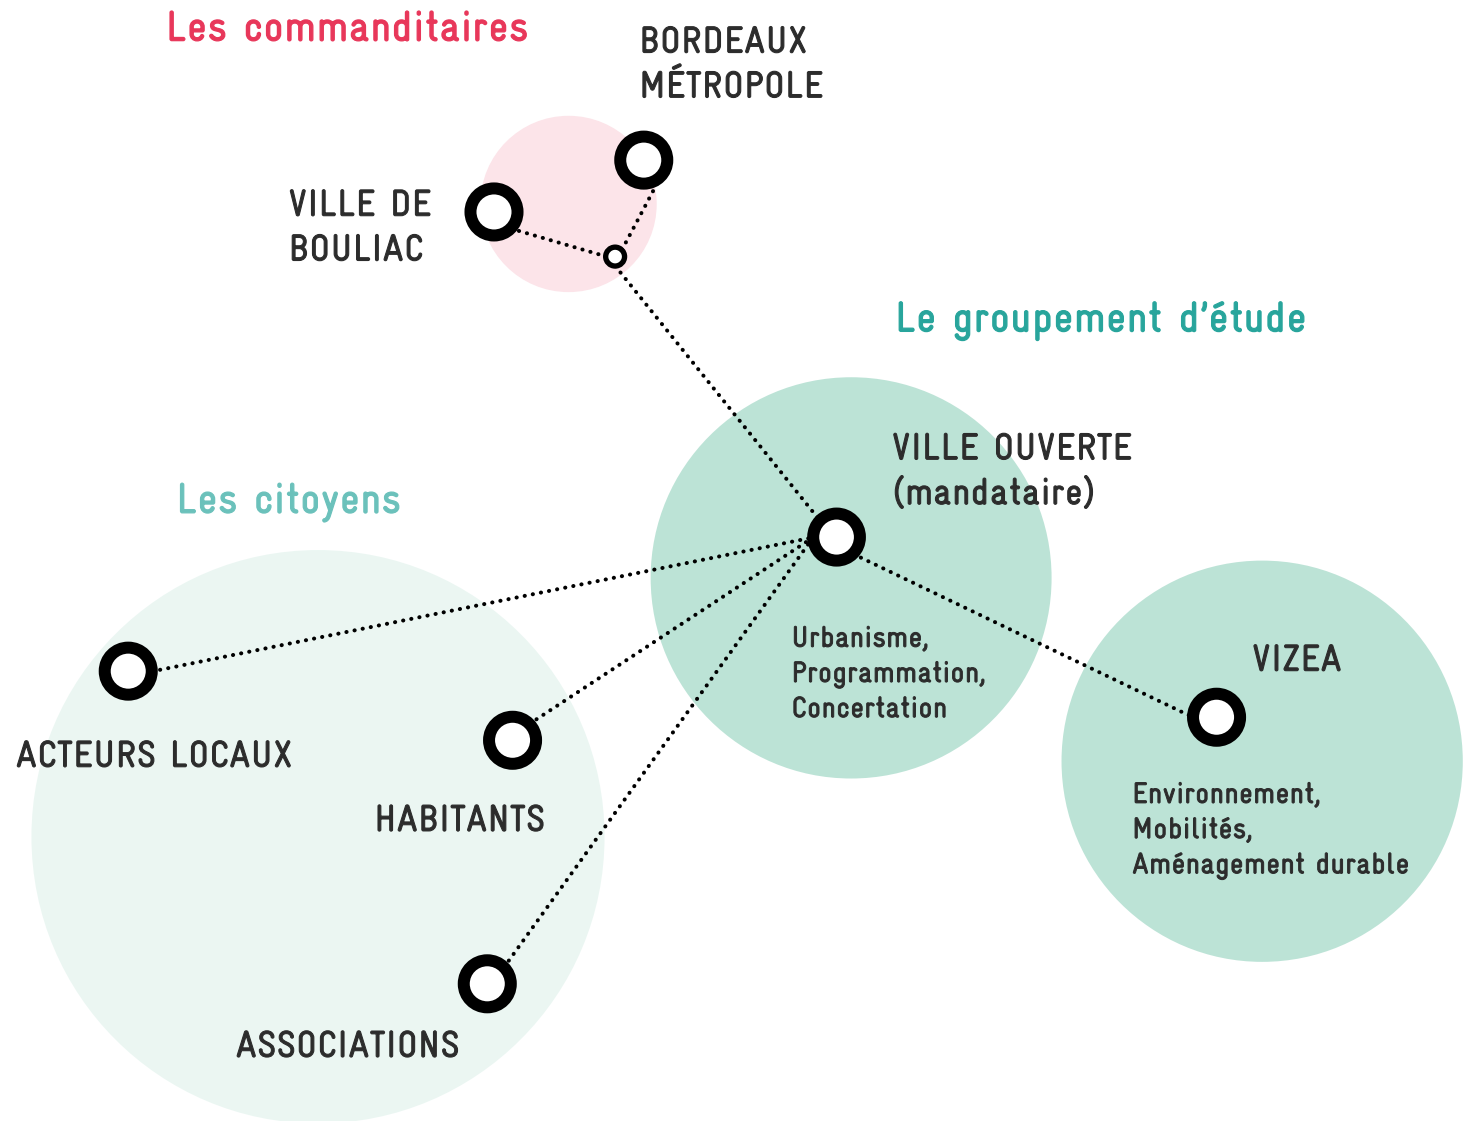 Les commanditaires
BORDEAUX
MÉTROPOLE
VILLE DE
BOULIAC
Le groupement d'étude
VILLE OUVERTE
(mandataire)
Urbanisme,
Programmation,
Concertation
VIZEA
Environnement,
Mobilités,
Aménagement durable
Les citoyens
ACTEURS LOCAUX
HABITANTS
ASSOCIATIONS